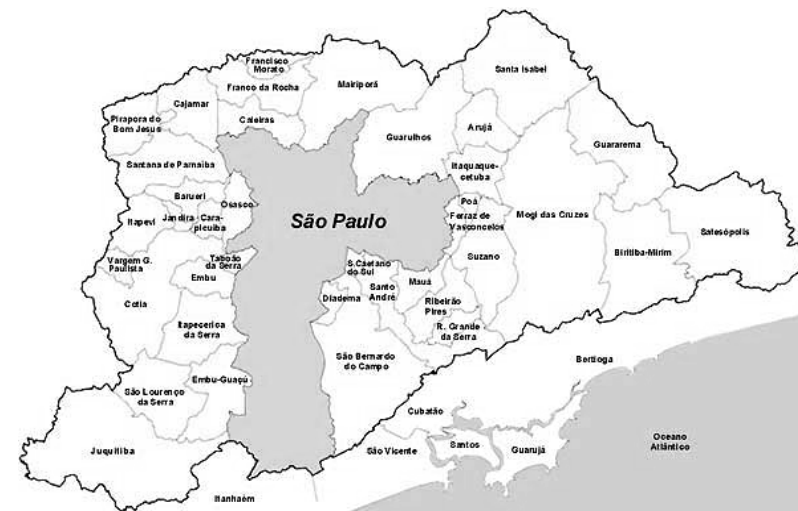 Francisco
Morato
Franco da Rocha
Mairiporã
Santa Isabel
Cajamar
Pirapora do
Bom Jesus
Caieiras
Guarulhos
Arujá
Guararema
Santana de Parnaíba
Itaquaque-
cetuba
Barueri
Osasco
Poá
Itapevi
Jandira
Cara-
picuíba
São Paulo
Ferraz de
Vasconcelos
Mogi das Cruzes
Salesópolis
Biritiba-Mirim
Vargem G.
Paulista
Taboão
da Serra
Embu
S.Caetano
do Sul
Suzano
Mauá
Santo
André
Diadema
Cotia
Ribeirão
Pires
Itapecerica
da Serra
R. Grande
da Serra
São Bernardo
do Campo
Bertioga
Embu-Guaçú
São Lourenço
da Serra
Cubatão
Juquitiba
São Vicente
Santos
Guarujá
Oceano
Atlântico
Itanhaém